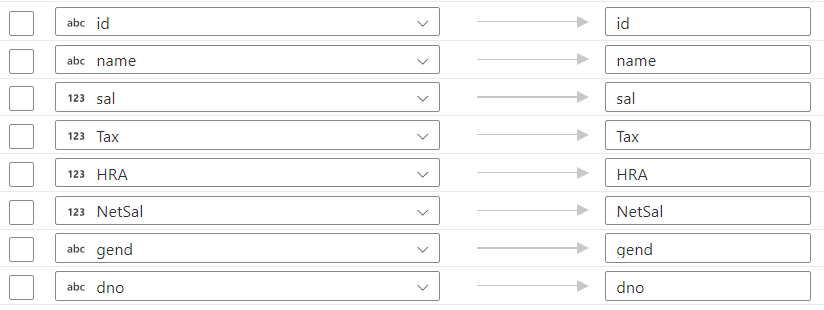 abc id id
abc name name
123 sal sal
123 Tax Tax
123 HRA HRA
123 NetSal NetSal
abc gend gend
abc dno dno